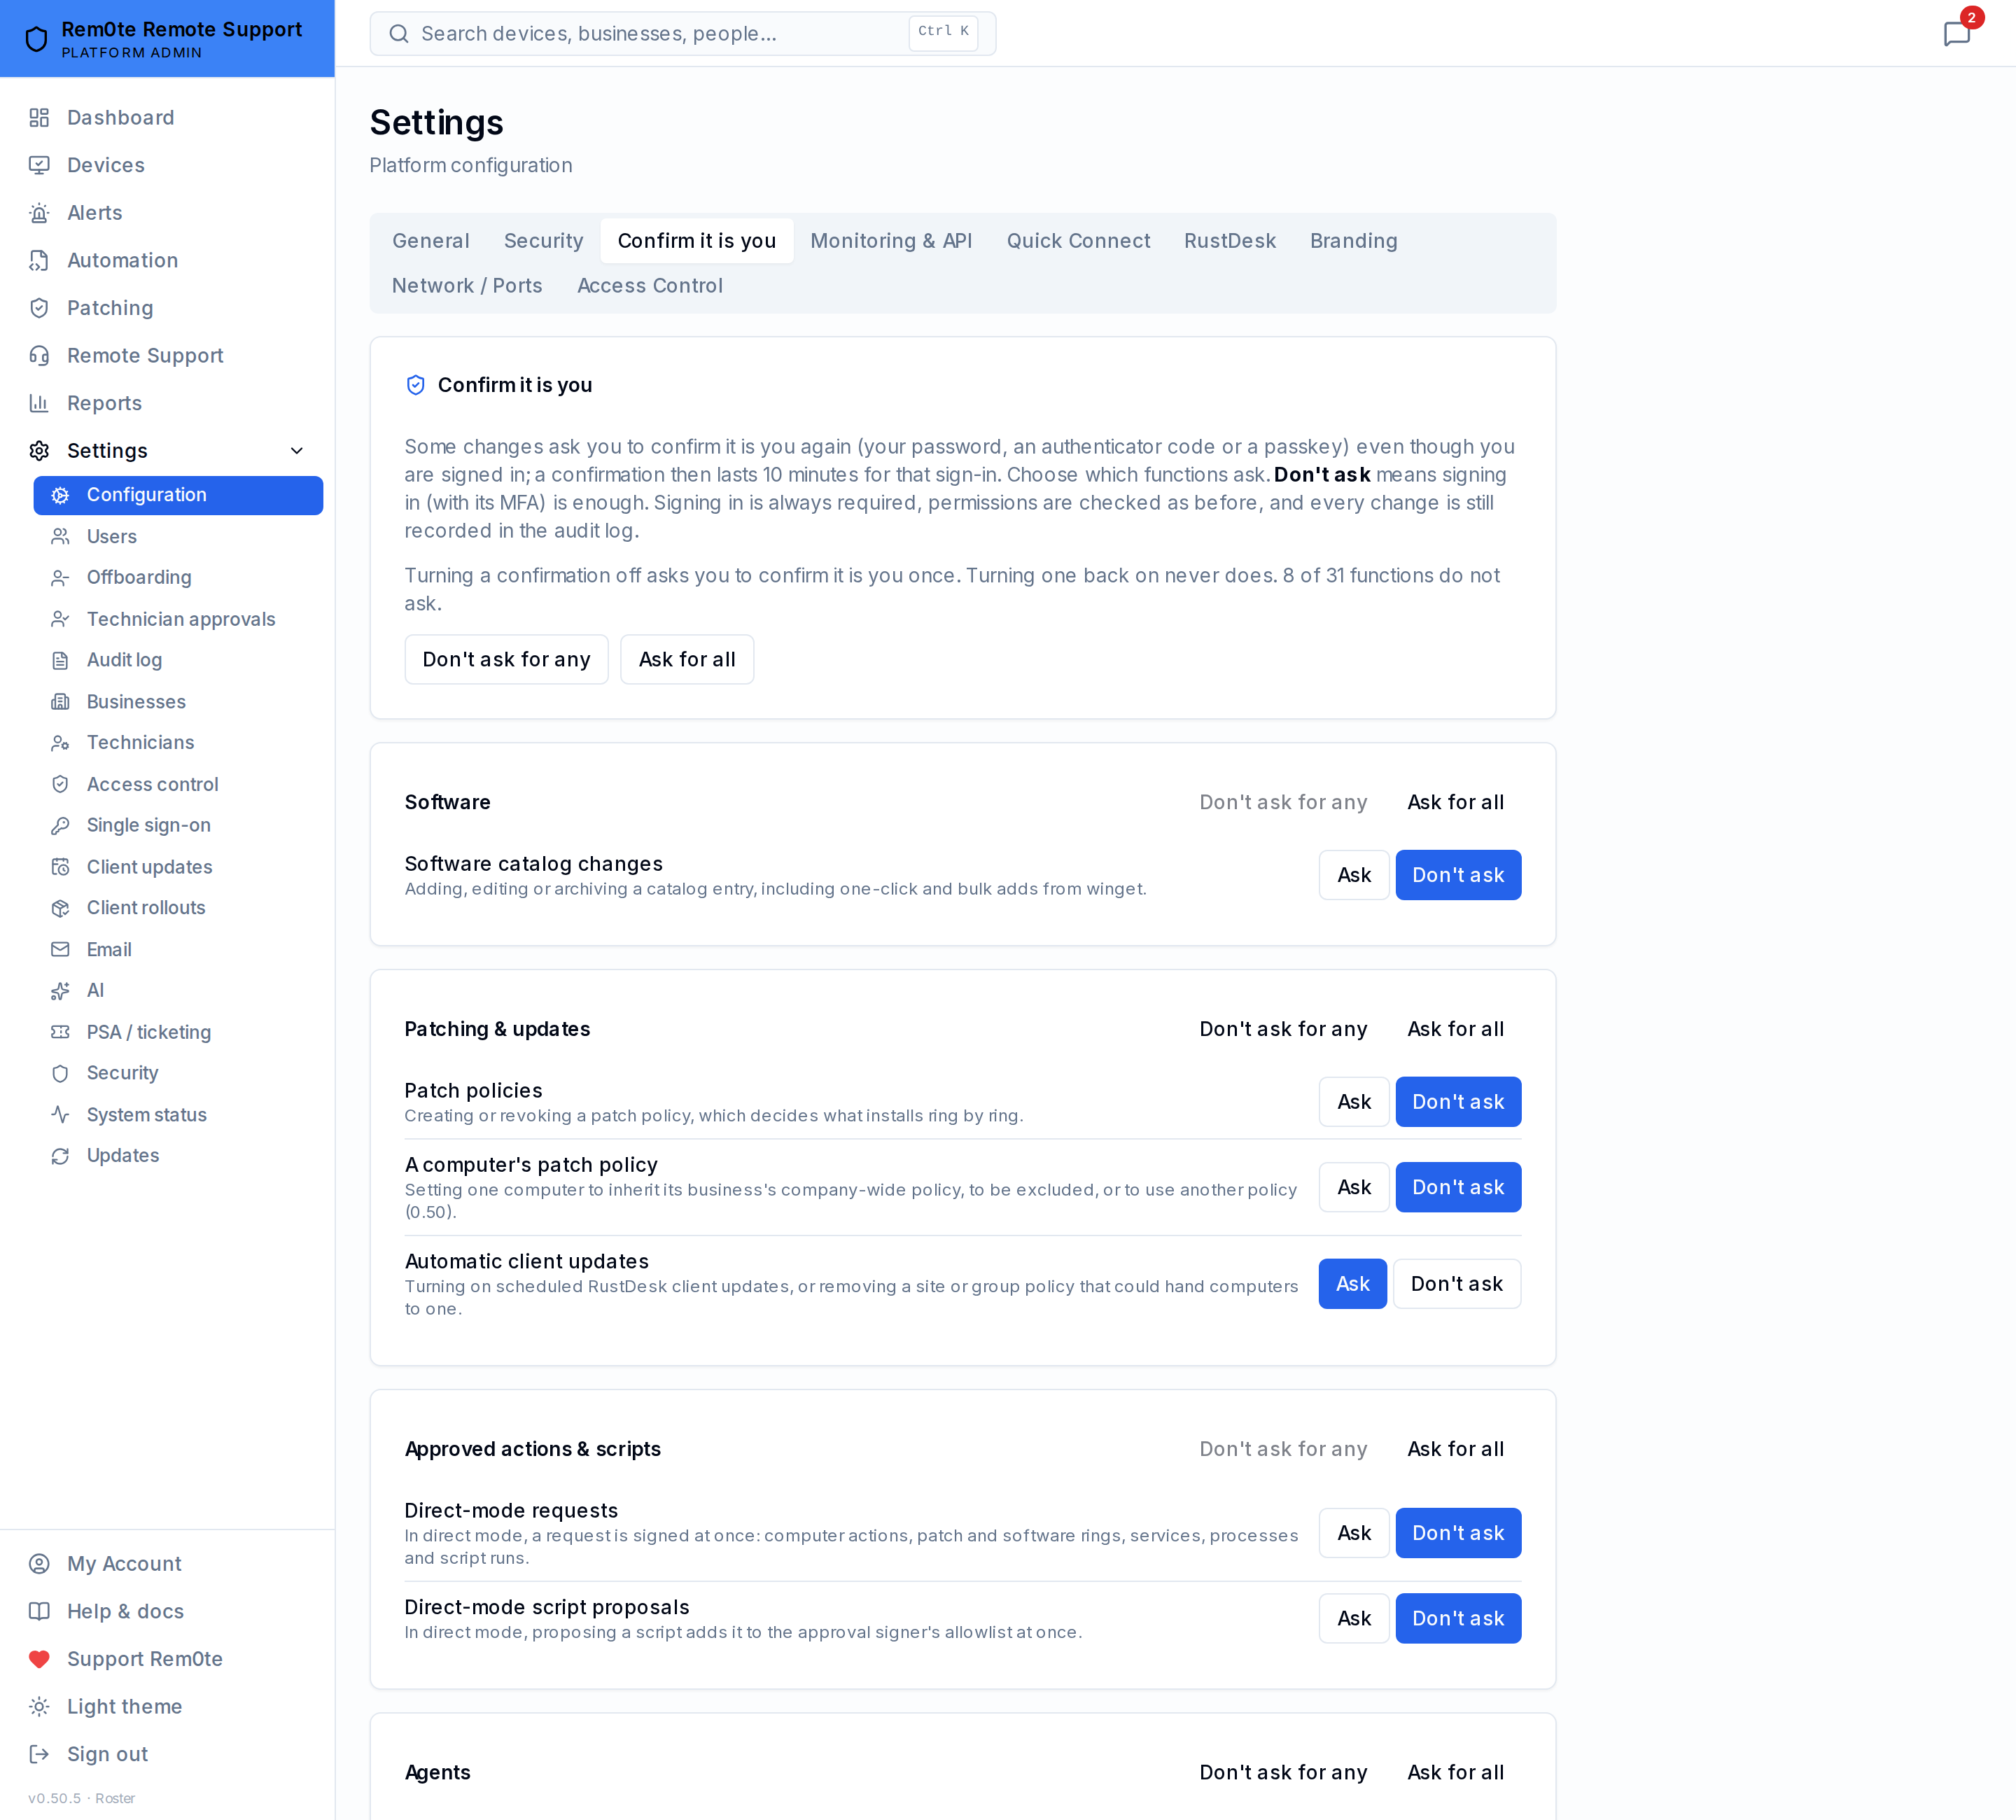 Rem0te Remote Support
PLATFORM ADMIN
Search devices, businesses, people...
Ctrl K
2
Dashboard
Devices
Alerts
Automation
Patching
Remote Support
Reports
Settings
Configuration
Users
Offboarding
Technician approvals
Audit log
Businesses
Technicians
Access control
Single sign-on
Client updates
Client rollouts
Email
AI
PSA / ticketing
Security
System status
Updates
My Account
Help & docs
Support Rem0te
Light theme
Sign out
v0.50.5 · Roster
Settings
Platform configuration
General
Security
Confirm it is you
Monitoring & API
Quick Connect
RustDesk
Branding
Network / Ports
Access Control
Confirm it is you
Some changes ask you to confirm it is you again (your password, an authenticator code or a passkey) even though you
are signed in; a confirmation then lasts 10 minutes for that sign-in. Choose which functions ask. Don't ask means signing
in (with its MFA) is enough. Signing in is always required, permissions are checked as before, and every change is still
recorded in the audit log.
Turning a confirmation off asks you to confirm it is you once. Turning one back on never does. 8 of 31 functions do not
ask.
Don't ask for any
Ask for all
Software
Don't ask for any
Ask for all
Software catalog changes
Adding, editing or archiving a catalog entry, including one-click and bulk adds from winget.
Ask
Don't ask
Patching & updates
Don't ask for any
Ask for all
Patch policies
Creating or revoking a patch policy, which decides what installs ring by ring.
Ask
Don't ask
A computer's patch policy
Setting one computer to inherit its business's company-wide policy, to be excluded, or to use another policy
(0.50).
Ask
Don't ask
Automatic client updates
Turning on scheduled RustDesk client updates, or removing a site or group policy that could hand computers
to one.
Ask
Don't ask
Approved actions & scripts
Don't ask for any
Ask for all
Direct-mode requests
In direct mode, a request is signed at once: computer actions, patch and software rings, services, processes
and script runs.
Ask
Don't ask
Direct-mode script proposals
In direct mode, proposing a script adds it to the approval signer's allowlist at once.
Ask
Don't ask
Agents
Don't ask for any
Ask for all